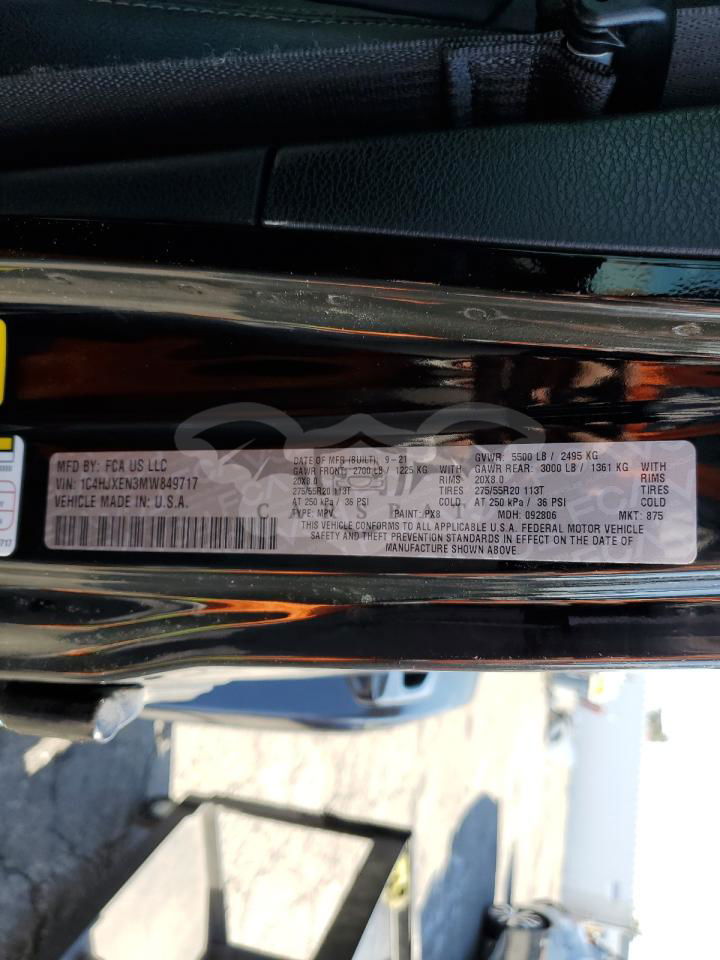 MFD BY: FCA US LLC
VIN: 1C4HJXEN3MW849717
VEHICLE MADE IN: U.S.A.
DATE OF MFG (BUILT): 9-21 GVWR: 5500 LB / 2495 KG
GAWR FRONT: 2700 LB / 1225 KG WITH GAWR REAR: 3000 LB / 1361 KG WITH
20X8.0 RIMS 20X8.0 RIMS
275/55R20 113T TIRES 275/55R20 113T TIRES
AT 250 kPa / 36 PSI COLD AT 250 kPa / 36 PSI COLD
TYPE: MPV PAINT: PX8 MDH: 092806 MKT: 875
THIS VEHICLE CONFORMS TO ALL APPLICABLE U.S.A. FEDERAL MOTOR VEHICLE
SAFETY AND THEFT PREVENTION STANDARDS IN EFFECT ON THE DATE OF
MANUFACTURE SHOWN ABOVE.
717